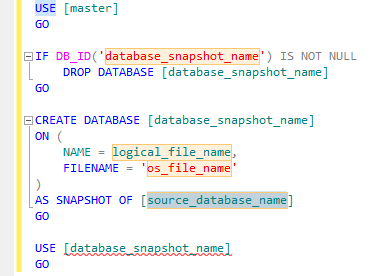 USE [master]
GO
IF DB_ID('database_snapshot_name') IS NOT NULL
DROP DATABASE [database_snapshot_name]
GO
CREATE DATABASE [database_snapshot_name]
ON (
NAME = logical_file_name,
FILENAME = 'os_file_name'
)
AS SNAPSHOT OF [source_database_name]
GO
USE [database_snapshot_name]
GO